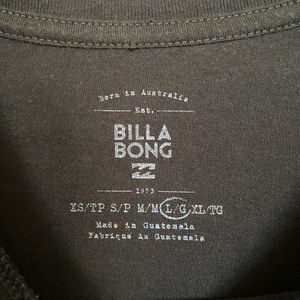 Born in Australia
Est.
BILLA
BONG
1973
XS/TP S/P M/M L/G XL/TG
Made in Guatemala
Fabriqué Au Guatemala